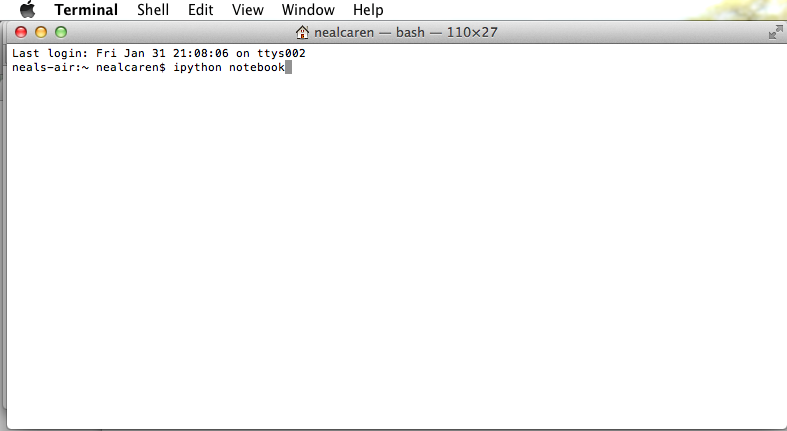 Terminal Shell Edit View Window Help
nealcaren — bash — 110×27
Last login: Fri Jan 31 21:08:06 on ttys002
neals-air:~ nealcaren$ ipython notebook